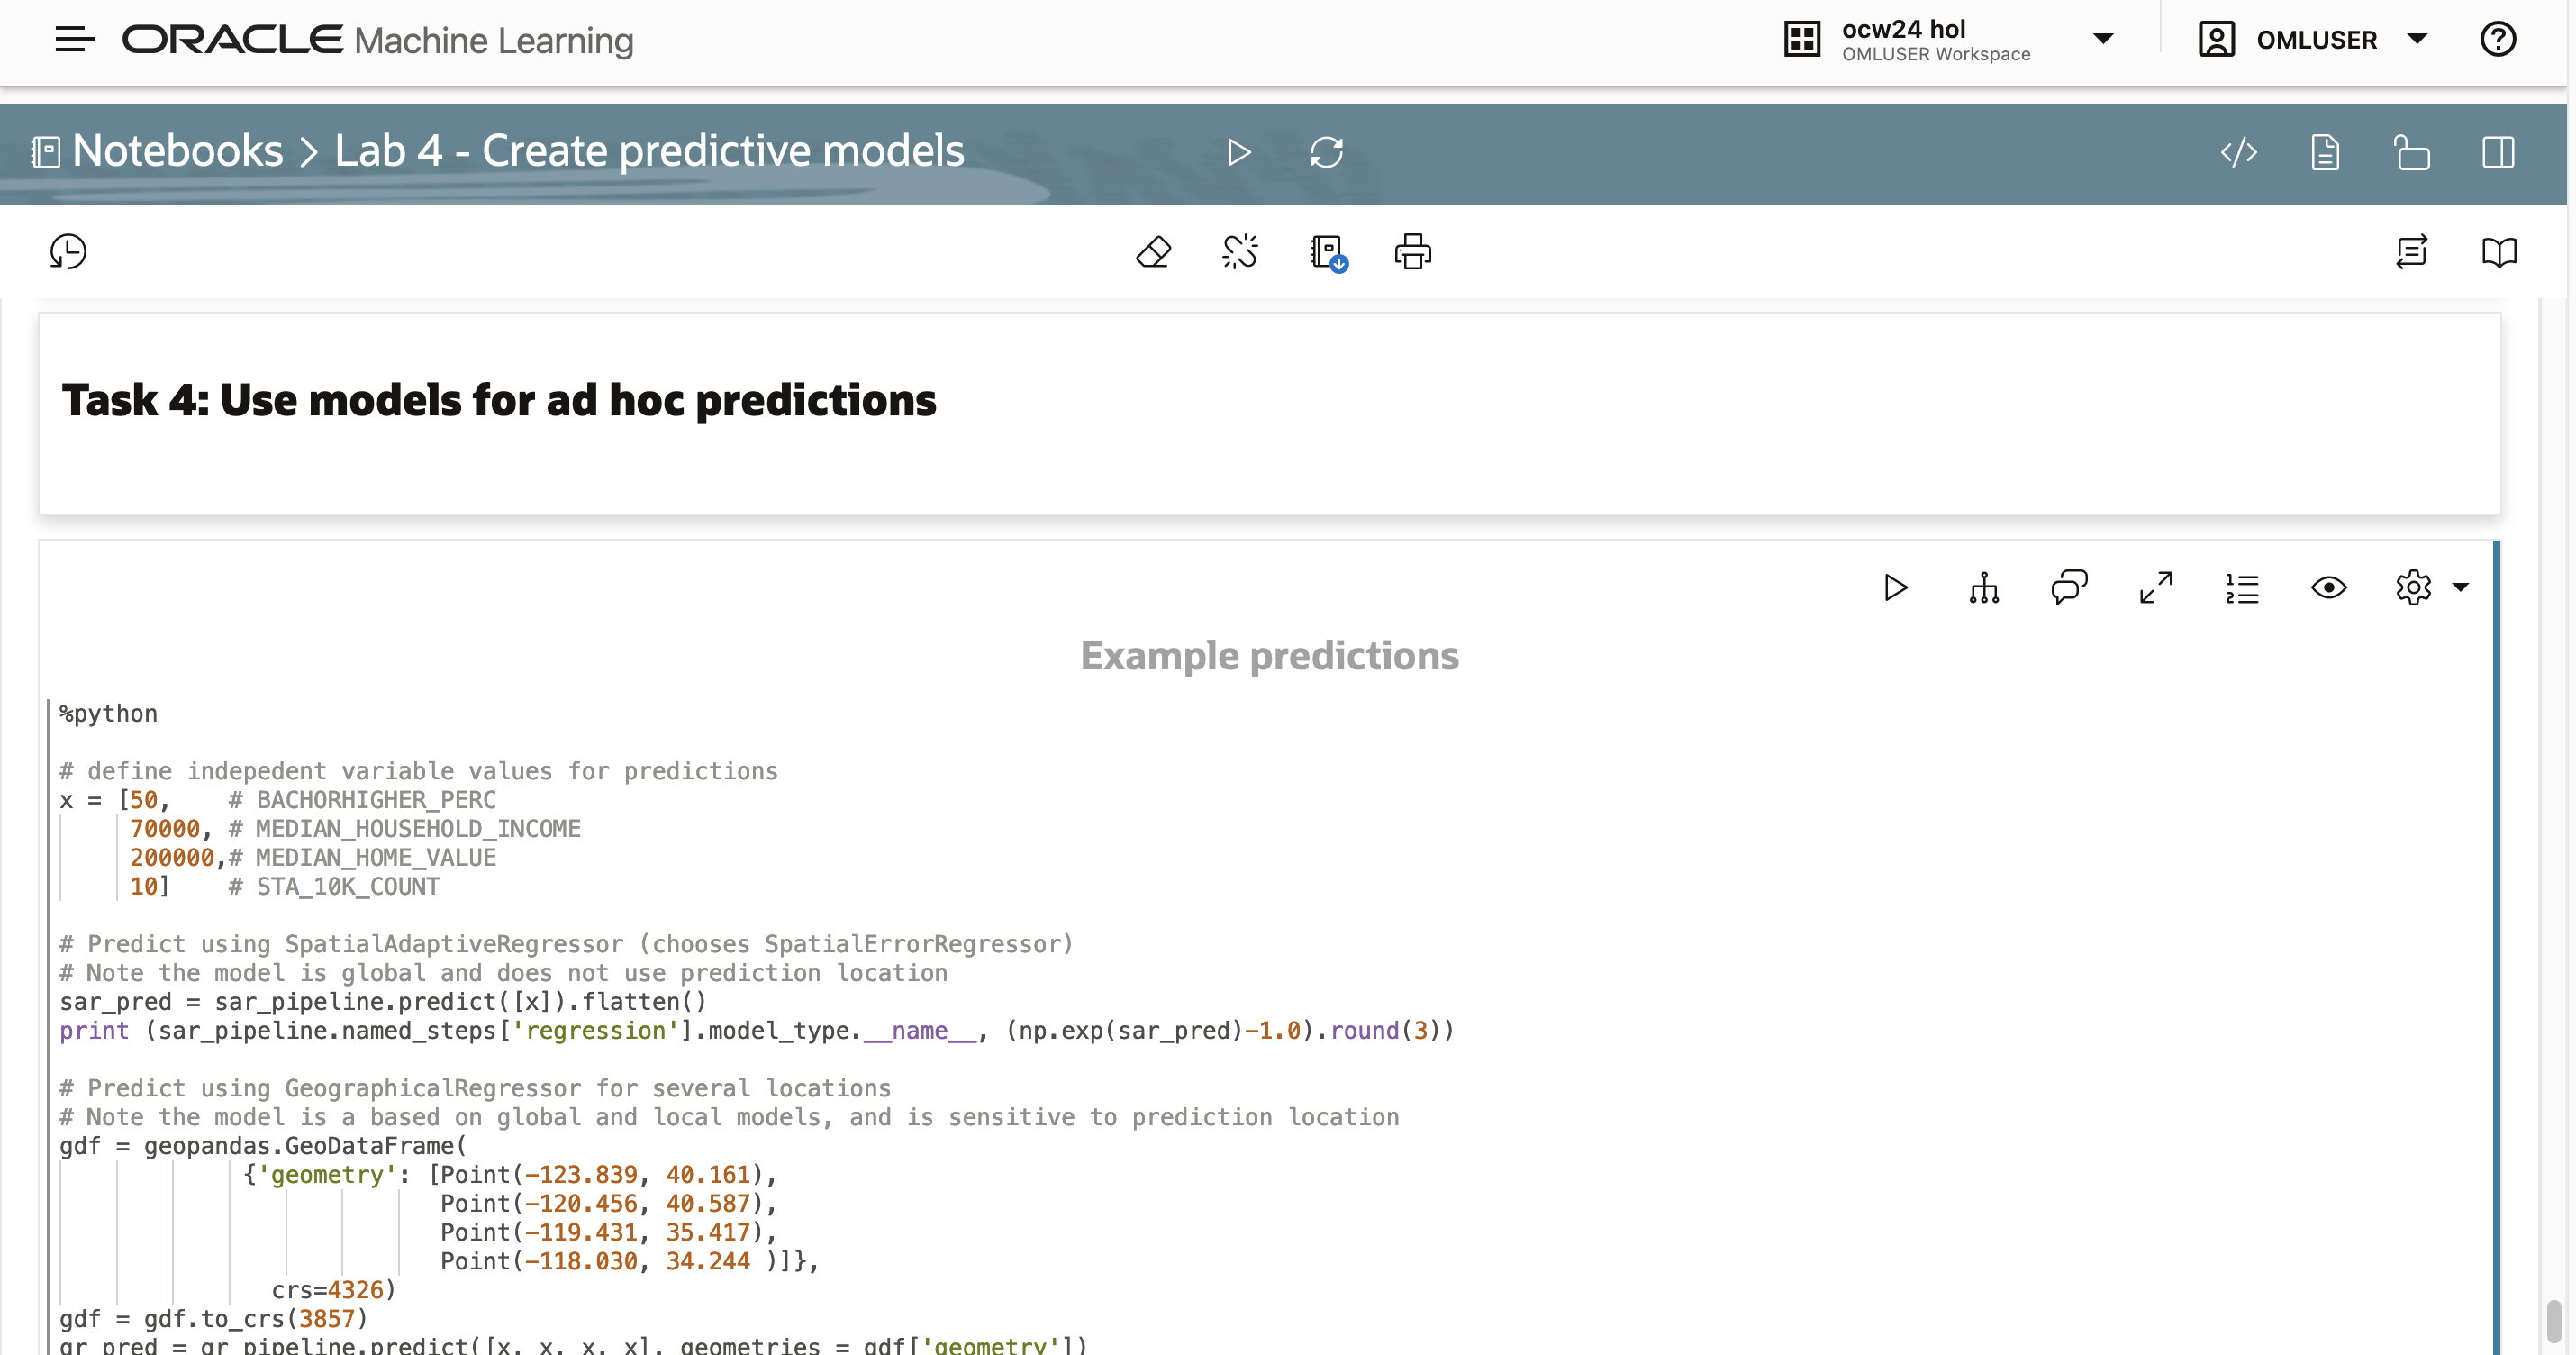 ORACLE Machine Learning
ocw24 hol
OMLUSER Workspace
OMLUSER
Notebooks > Lab 4 - Create predictive models
Task 4: Use models for ad hoc predictions
Example predictions
%python
# define indepedent variable values for predictions
x = [50,    # BACHORHIGHER_PERC
     70000, # MEDIAN_HOUSEHOLD_INCOME
     200000,# MEDIAN_HOME_VALUE
     10]    # STA_10K_COUNT
# Predict using SpatialAdaptiveRegressor (chooses SpatialErrorRegressor)
# Note the model is global and does not use prediction location
sar_pred = sar_pipeline.predict([x]).flatten()
print (sar_pipeline.named_steps['regression'].model_type.__name__, (np.exp(sar_pred)-1.0).round(3))
# Predict using GeographicalRegressor for several locations
# Note the model is a based on global and local models, and is sensitive to prediction location
gdf = geopandas.GeoDataFrame(
             {'geometry': [Point(-123.839, 40.161),
                           Point(-120.456, 40.587),
                           Point(-119.431, 35.417),
                           Point(-118.030, 34.244 )]},
               crs=4326)
gdf = gdf.to_crs(3857)
gr_pred = gr_pipeline.predict([x, x, x, x], geometries = gdf['geometry'])